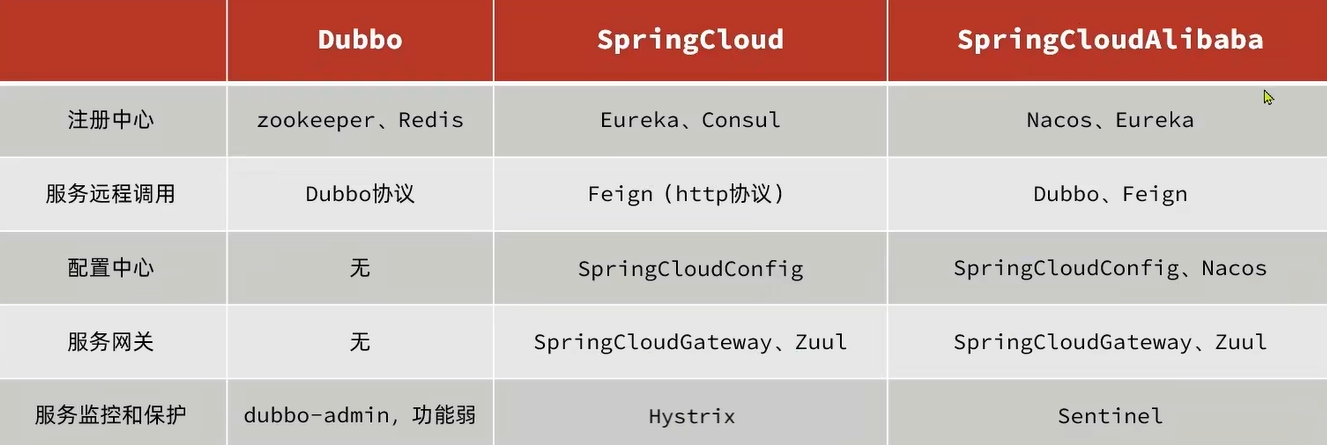 Dubbo SpringCloud SpringCloudAlibaba
注册中心 zookeeper、Redis Eureka、Consul Nacos、Eureka
服务远程调用 Dubbo协议 Feign（http协议） Dubbo、Feign
配置中心 无 SpringCloudConfig SpringCloudConfig、Nacos
服务网关 无 SpringCloudGateway、Zuul SpringCloudGateway、Zuul
服务监控和保护 dubbo-admin，功能弱 Hystrix Sentinel